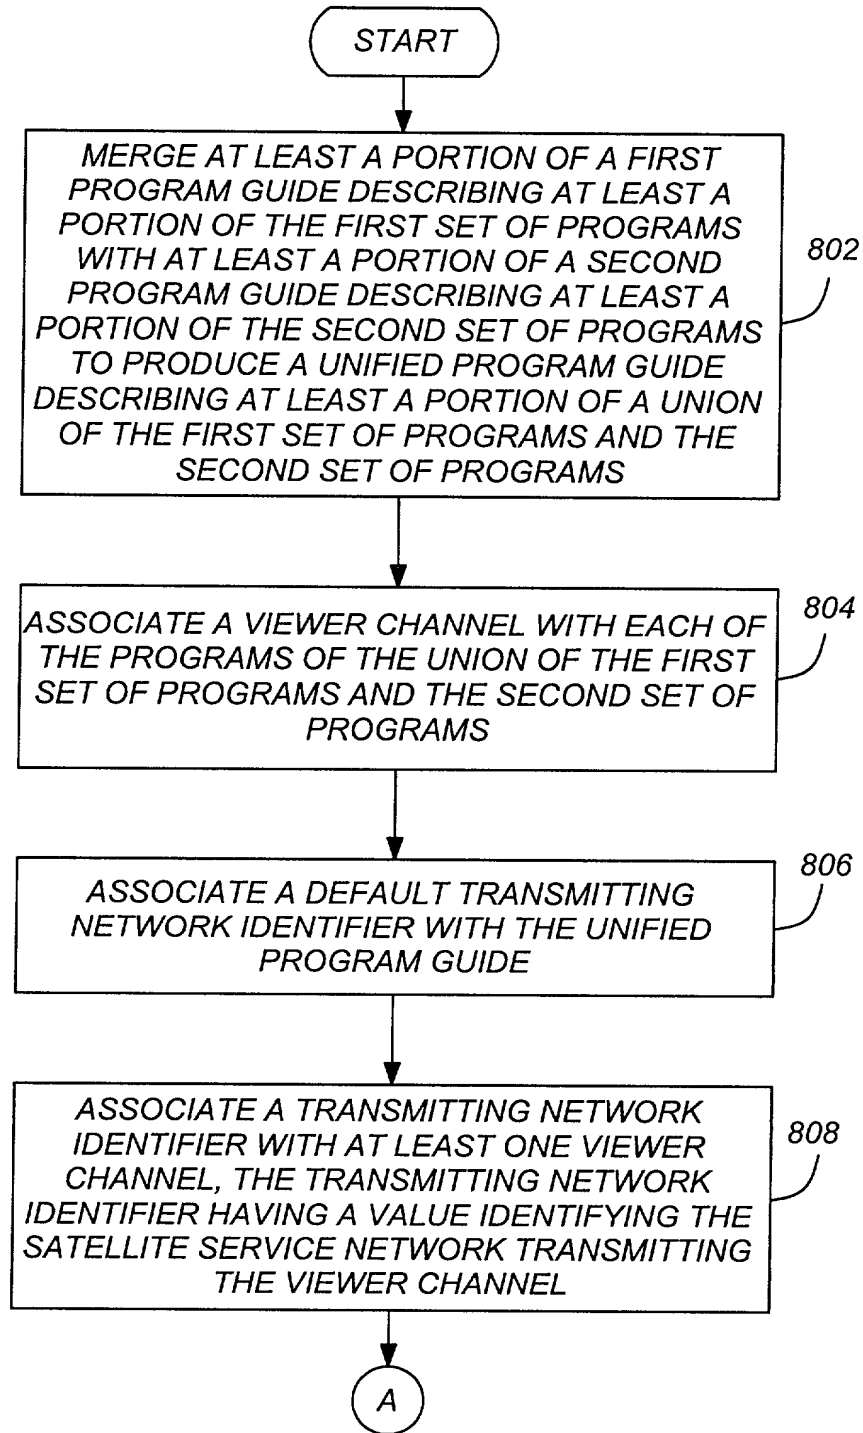 START
MERGE AT LEAST A PORTION OF A FIRST
PROGRAM GUIDE DESCRIBING AT LEAST A
PORTION OF THE FIRST SET OF PROGRAMS
WITH AT LEAST A PORTION OF A SECOND
PROGRAM GUIDE DESCRIBING AT LEAST A
PORTION OF THE SECOND SET OF PROGRAMS
TO PRODUCE A UNIFIED PROGRAM GUIDE
DESCRIBING AT LEAST A PORTION OF A UNION
OF THE FIRST SET OF PROGRAMS AND THE
SECOND SET OF PROGRAMS
802
ASSOCIATE A VIEWER CHANNEL WITH EACH OF
THE PROGRAMS OF THE UNION OF THE FIRST
SET OF PROGRAMS AND THE SECOND SET OF
PROGRAMS
804
ASSOCIATE A DEFAULT TRANSMITTING
NETWORK IDENTIFIER WITH THE UNIFIED
PROGRAM GUIDE
806
ASSOCIATE A TRANSMITTING NETWORK
IDENTIFIER WITH AT LEAST ONE VIEWER
CHANNEL, THE TRANSMITTING NETWORK
IDENTIFIER HAVING A VALUE IDENTIFYING THE
SATELLITE SERVICE NETWORK TRANSMITTING
THE VIEWER CHANNEL
808
A